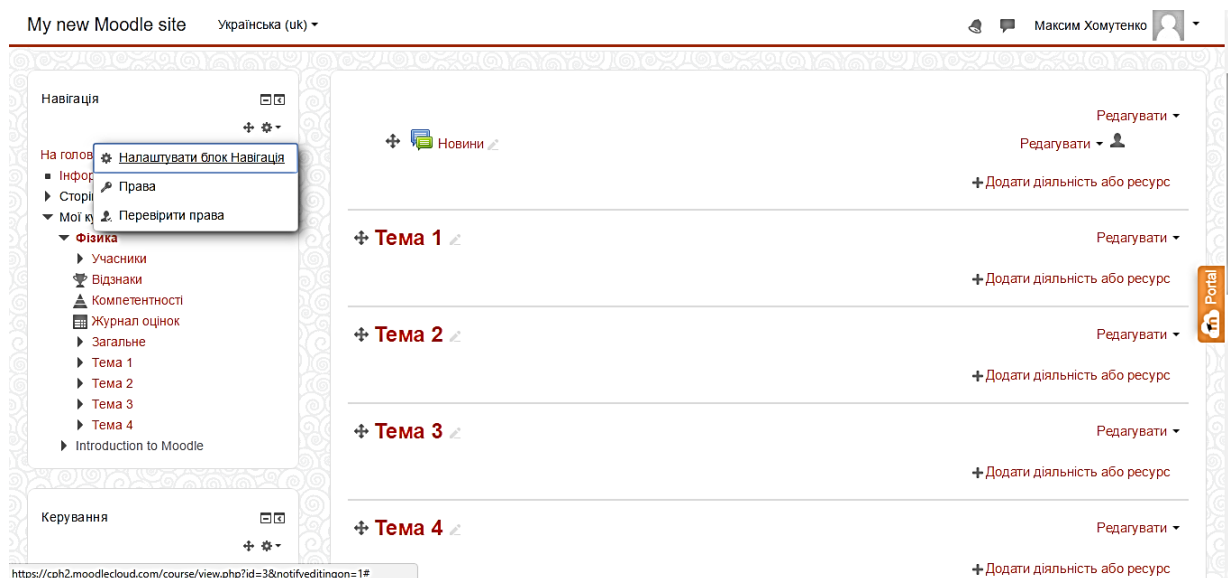 My new Moodle site Українська (uk)
Максим Хомутенко
Навігація
На голов
Налаштувати блок Навігація
Інфор
Права
Сторі
Перевірити права
Мої к
Фізика
Учасники
Відзнаки
Компетентності
Журнал оцінок
Загальне
Тема 1
Тема 2
Тема 3
Тема 4
Introduction to Moodle
Керування
Редагувати
Новини
Редагувати
Додати діяльність або ресурс
Тема 1
Редагувати
Додати діяльність або ресурс
Тема 2
Редагувати
Додати діяльність або ресурс
Тема 3
Редагувати
Додати діяльність або ресурс
Тема 4
Редагувати
Додати діяльність або ресурс
Portal
https://cph2.moodlecloud.com/course/view.php?id=3&notifyeditingon=1#